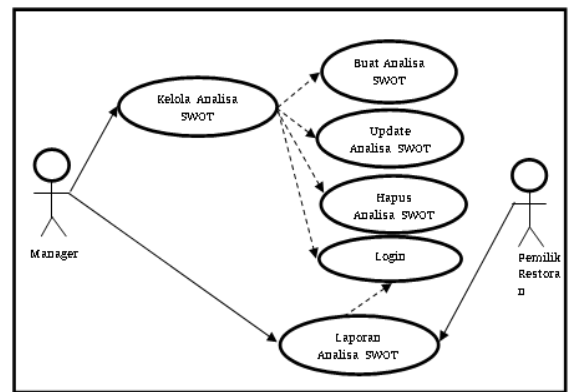 Buat Analisa
SWOT
Kelola Analisa
SWOT
Update
Analisa SWOT
Hapus
Analisa SWOT
Manager
Login
Pemilik
Restora
n
Laporan
Analisa SWOT